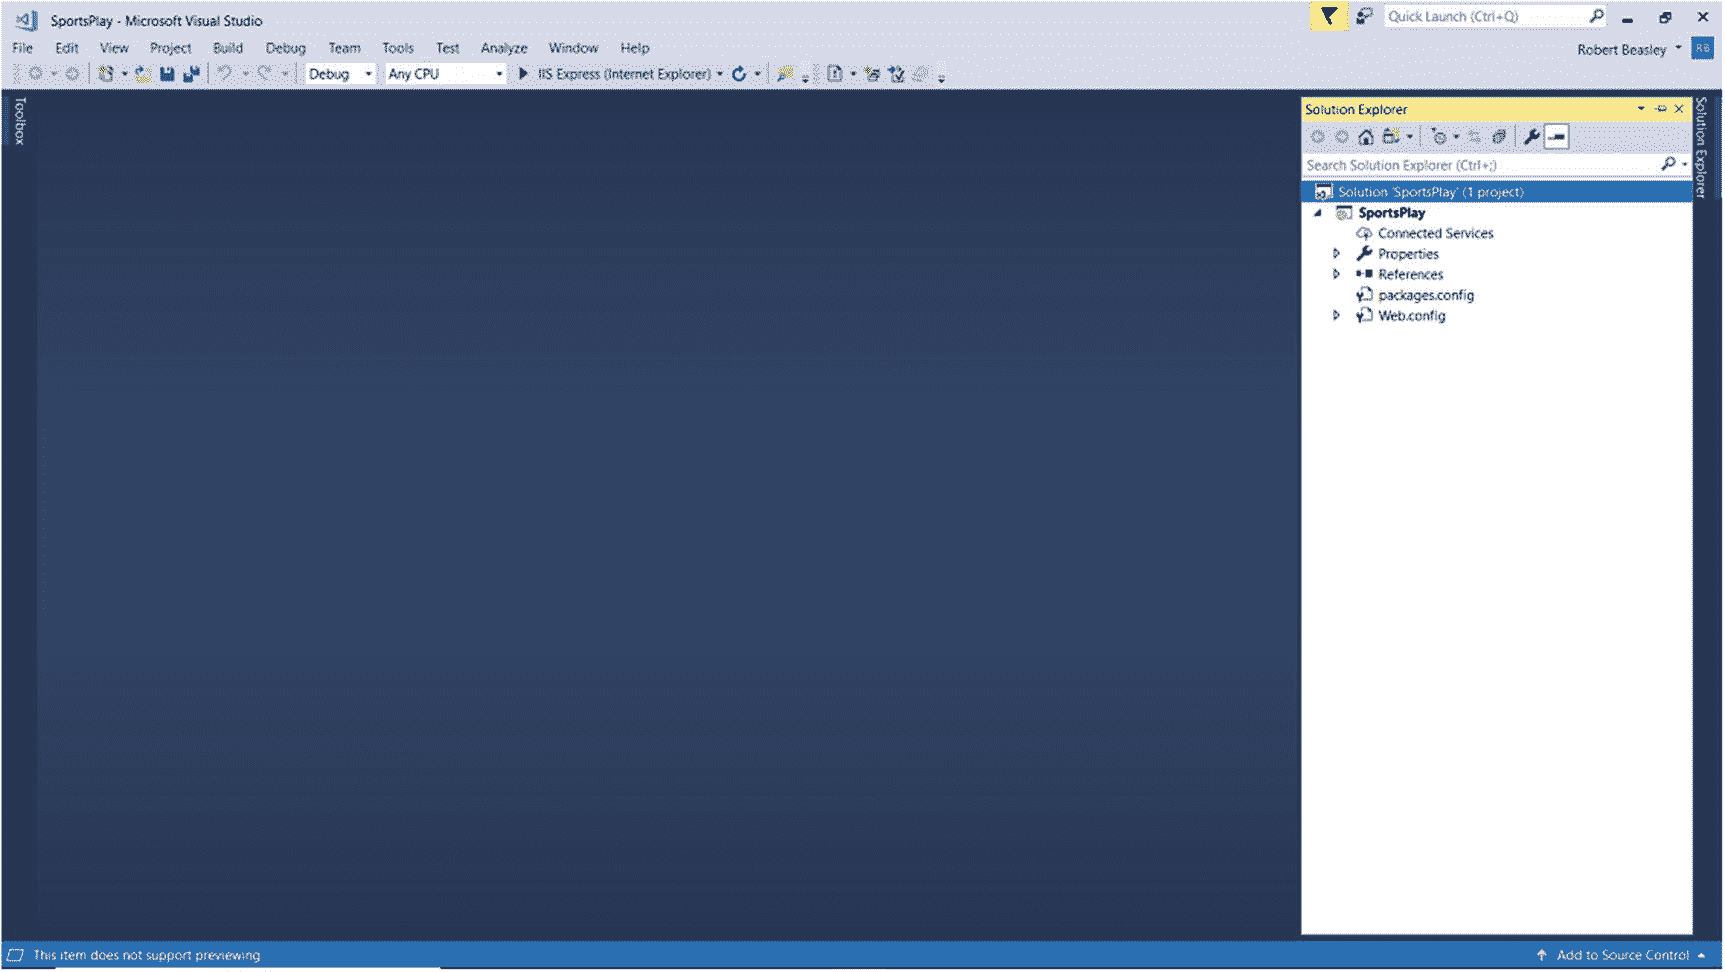 SportsPlay - Microsoft Visual Studio
Quick Launch (Ctrl+Q)
File Edit View Project Build Debug Team Tools Test Analyze Window Help
Robert Beasley RB
Debug Any CPU IIS Express (Internet Explorer)
Toolbox
Solution Explorer
Solution Explorer
Search Solution Explorer (Ctrl+;)
Solution 'SportsPlay' (1 project)
SportsPlay
Connected Services
Properties
References
packages.config
Web.config
This item does not support previewing
Add to Source Control